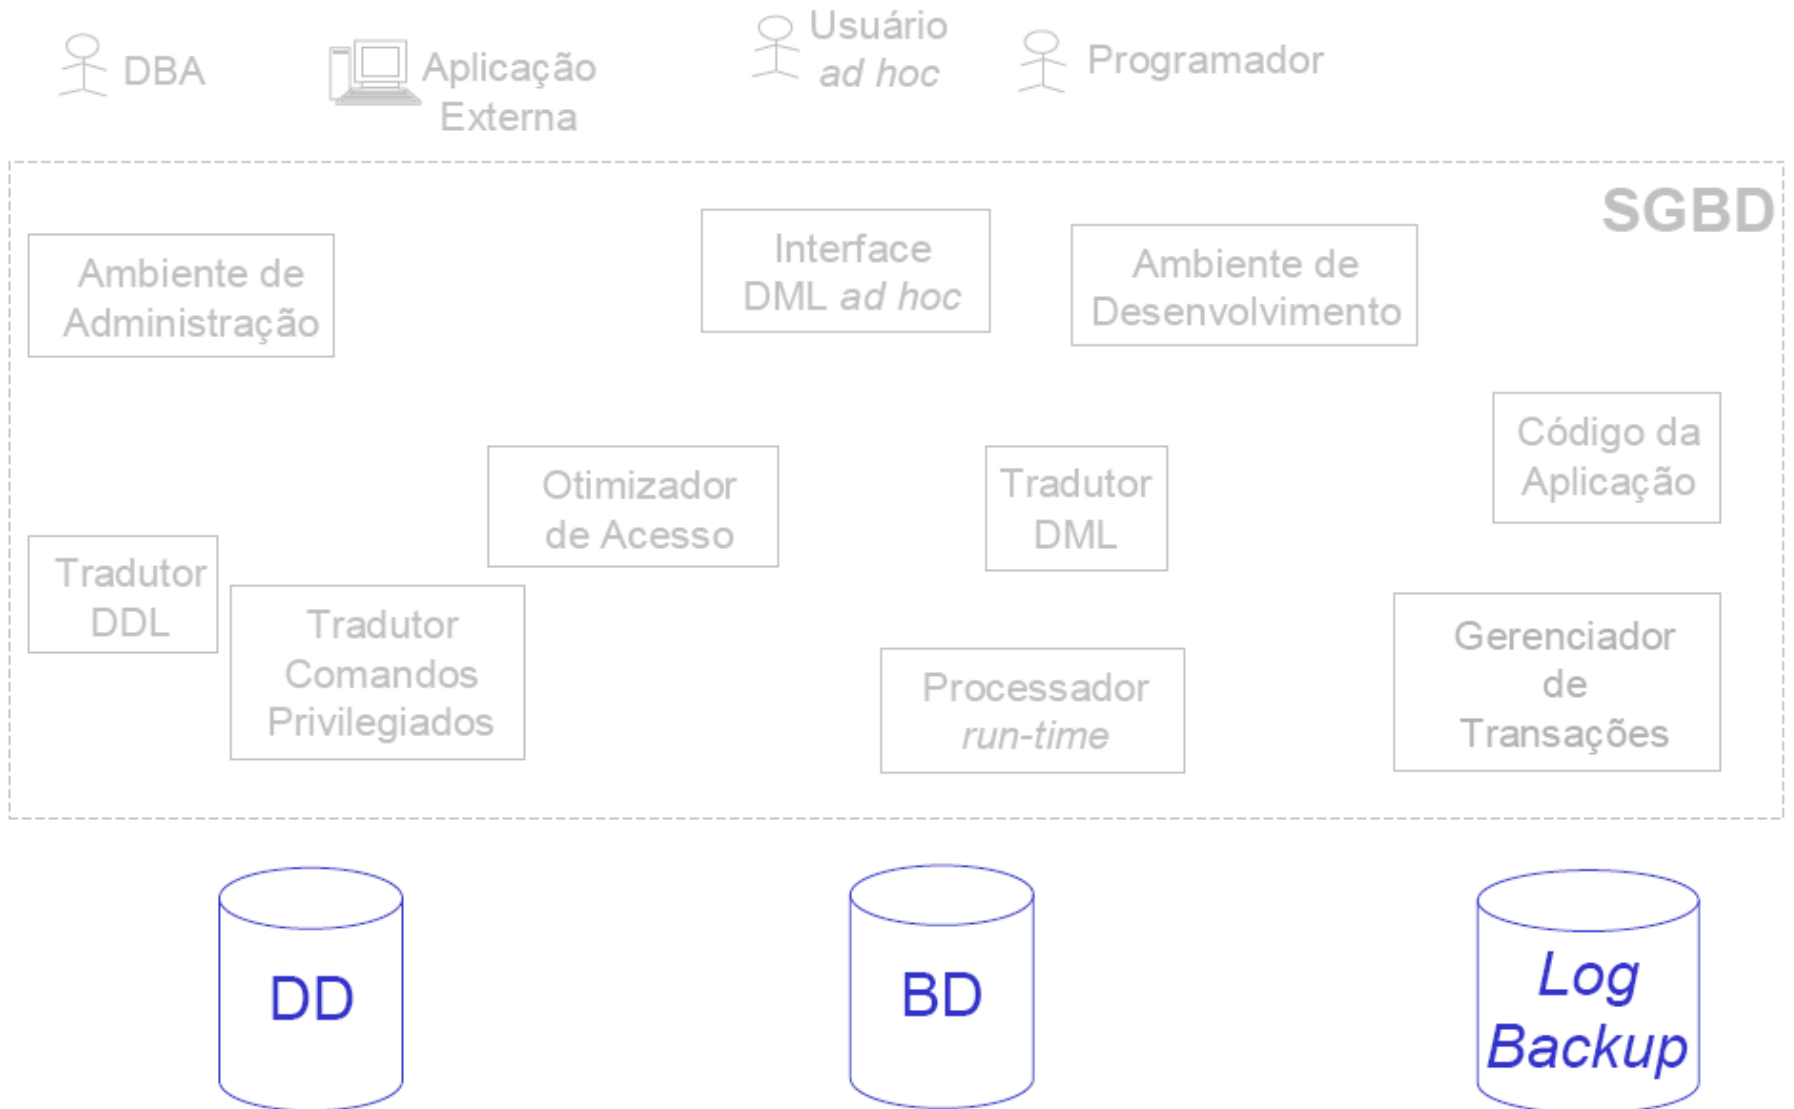 DBA
Aplicação
Externa
Usuário
ad hoc
Programador
SGBD
Ambiente de
Administração
Interface
DML ad hoc
Ambiente de
Desenvolvimento
Código da
Aplicação
Otimizador
de Acesso
Tradutor
DML
Tradutor
DDL
Tradutor
Comandos
Privilegiados
Processador
run-time
Gerenciador
de
Transações
DD
BD
Log
Backup